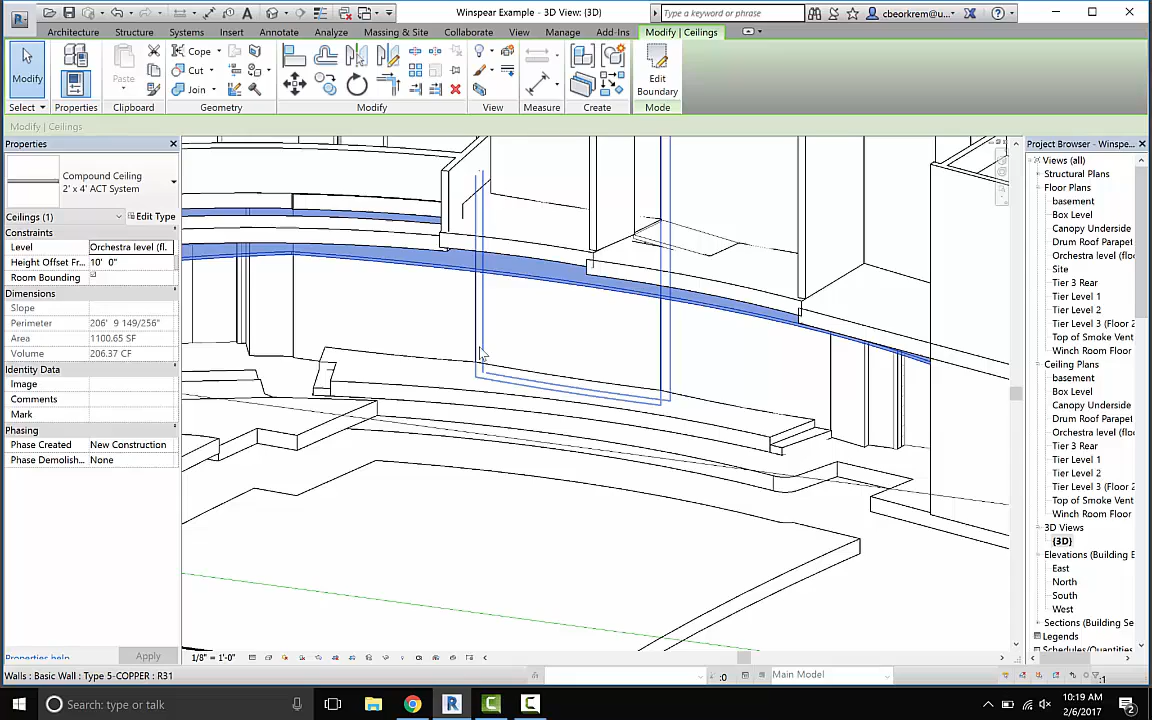 Winspear Example - 3D View: {3D}
Type a keyword or phrase
cbeorkrem@u...
Architecture Structure Systems Insert Annotate Analyze Massing & Site Collaborate View Manage Add-Ins Modify | Ceilings
Modify
Paste
Cope
Cut
Join
Edit
Boundary
Select Properties Clipboard Geometry Modify View Measure Create Mode
Modify | Ceilings
Properties
Compound Ceiling
2' x 4' ACT System
Ceilings (1)
Edit Type
Constraints
Level Orchestra level (fl.
Height Offset Fr... 10' 0"
Room Bounding
Dimensions
Slope
Perimeter 206' 9 149/256"
Area 1100.65 SF
Volume 206.37 CF
Identity Data
Image
Comments
Mark
Phasing
Phase Created New Construction
Phase Demolish... None
Properties help
Apply
Project Browser - Winspe...
Views (all)
Structural Plans
Floor Plans
basement
Box Level
Canopy Underside
Drum Roof Parapet
Orchestra level (floo
Site
Tier 3 Rear
Tier Level 1
Tier Level 2
Tier Level 3 (Floor 2
Top of Smoke Vent
Winch Room Floor
Ceiling Plans
basement
Box Level
Canopy Underside
Drum Roof Parapet
Orchestra level (floo
Tier 3 Rear
Tier Level 1
Tier Level 2
Tier Level 3 (Floor 2
Top of Smoke Vent
Winch Room Floor
3D Views
{3D}
Elevations (Building E
East
North
South
West
Sections (Building Se
Legends
Schedules/Quantities
1/8" = 1'-0"
Walls : Basic Wall : Type 5-COPPER : R31
:0
Main Model
:1
Search: type or text
10:19 AM
2/6/2017
2